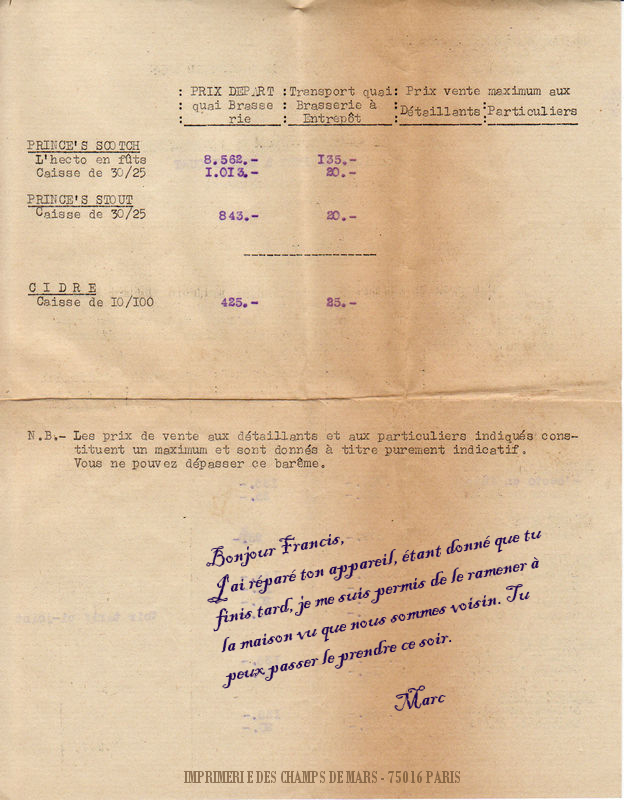 : PRIX DEPART :Transport quai: Prix vente maximum aux
: quai Brasse : Brasserie à :Détaillants:Particuliers
: rie : Entrepôt :
PRINCE'S SCOTCH
L'hecto en fûts 8.562.- 135.-
Caisse de 30/25 1.013.- 20.-
PRINCE'S STOUT
Caisse de 30/25 843.- 20.-
C I D R E
Caisse de 10/100 425.- 25.-
N.B.- Les prix de vente aux détaillants et aux particuliers indiqués cons-
tituent un maximum et sont donnés à titre purement indicatif.
Vous ne pouvez dépasser ce barême.
Bonjour Francis,
J'ai réparé ton appareil, étant donné que tu
finis tard, je me suis permis de le ramener à
la maison vu que nous sommes voisin. Tu
peux passer le prendre ce soir.
Marc
IMPRIMERIE DES CHAMPS DE MARS - 75016 PARIS